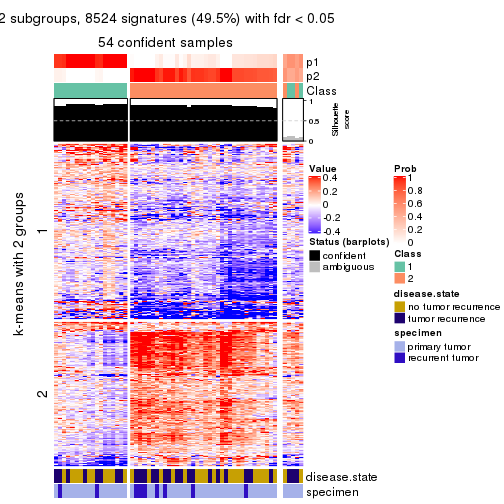 2 subgroups, 8524 signatures (49.5%) with fdr < 0.05
54 confident samples
p1
p2
Class
1
0.5
0
Silhouette
score
k-means with 2 groups
1
2
Value
0.4
0.2
0
-0.2
-0.4
Status (barplots)
confident
ambiguous
Prob
1
0.8
0.6
0.4
0.2
0
Class
1
2
disease.state
no tumor recurrence
tumor recurrence
specimen
primary tumor
recurrent tumor
disease.state
specimen